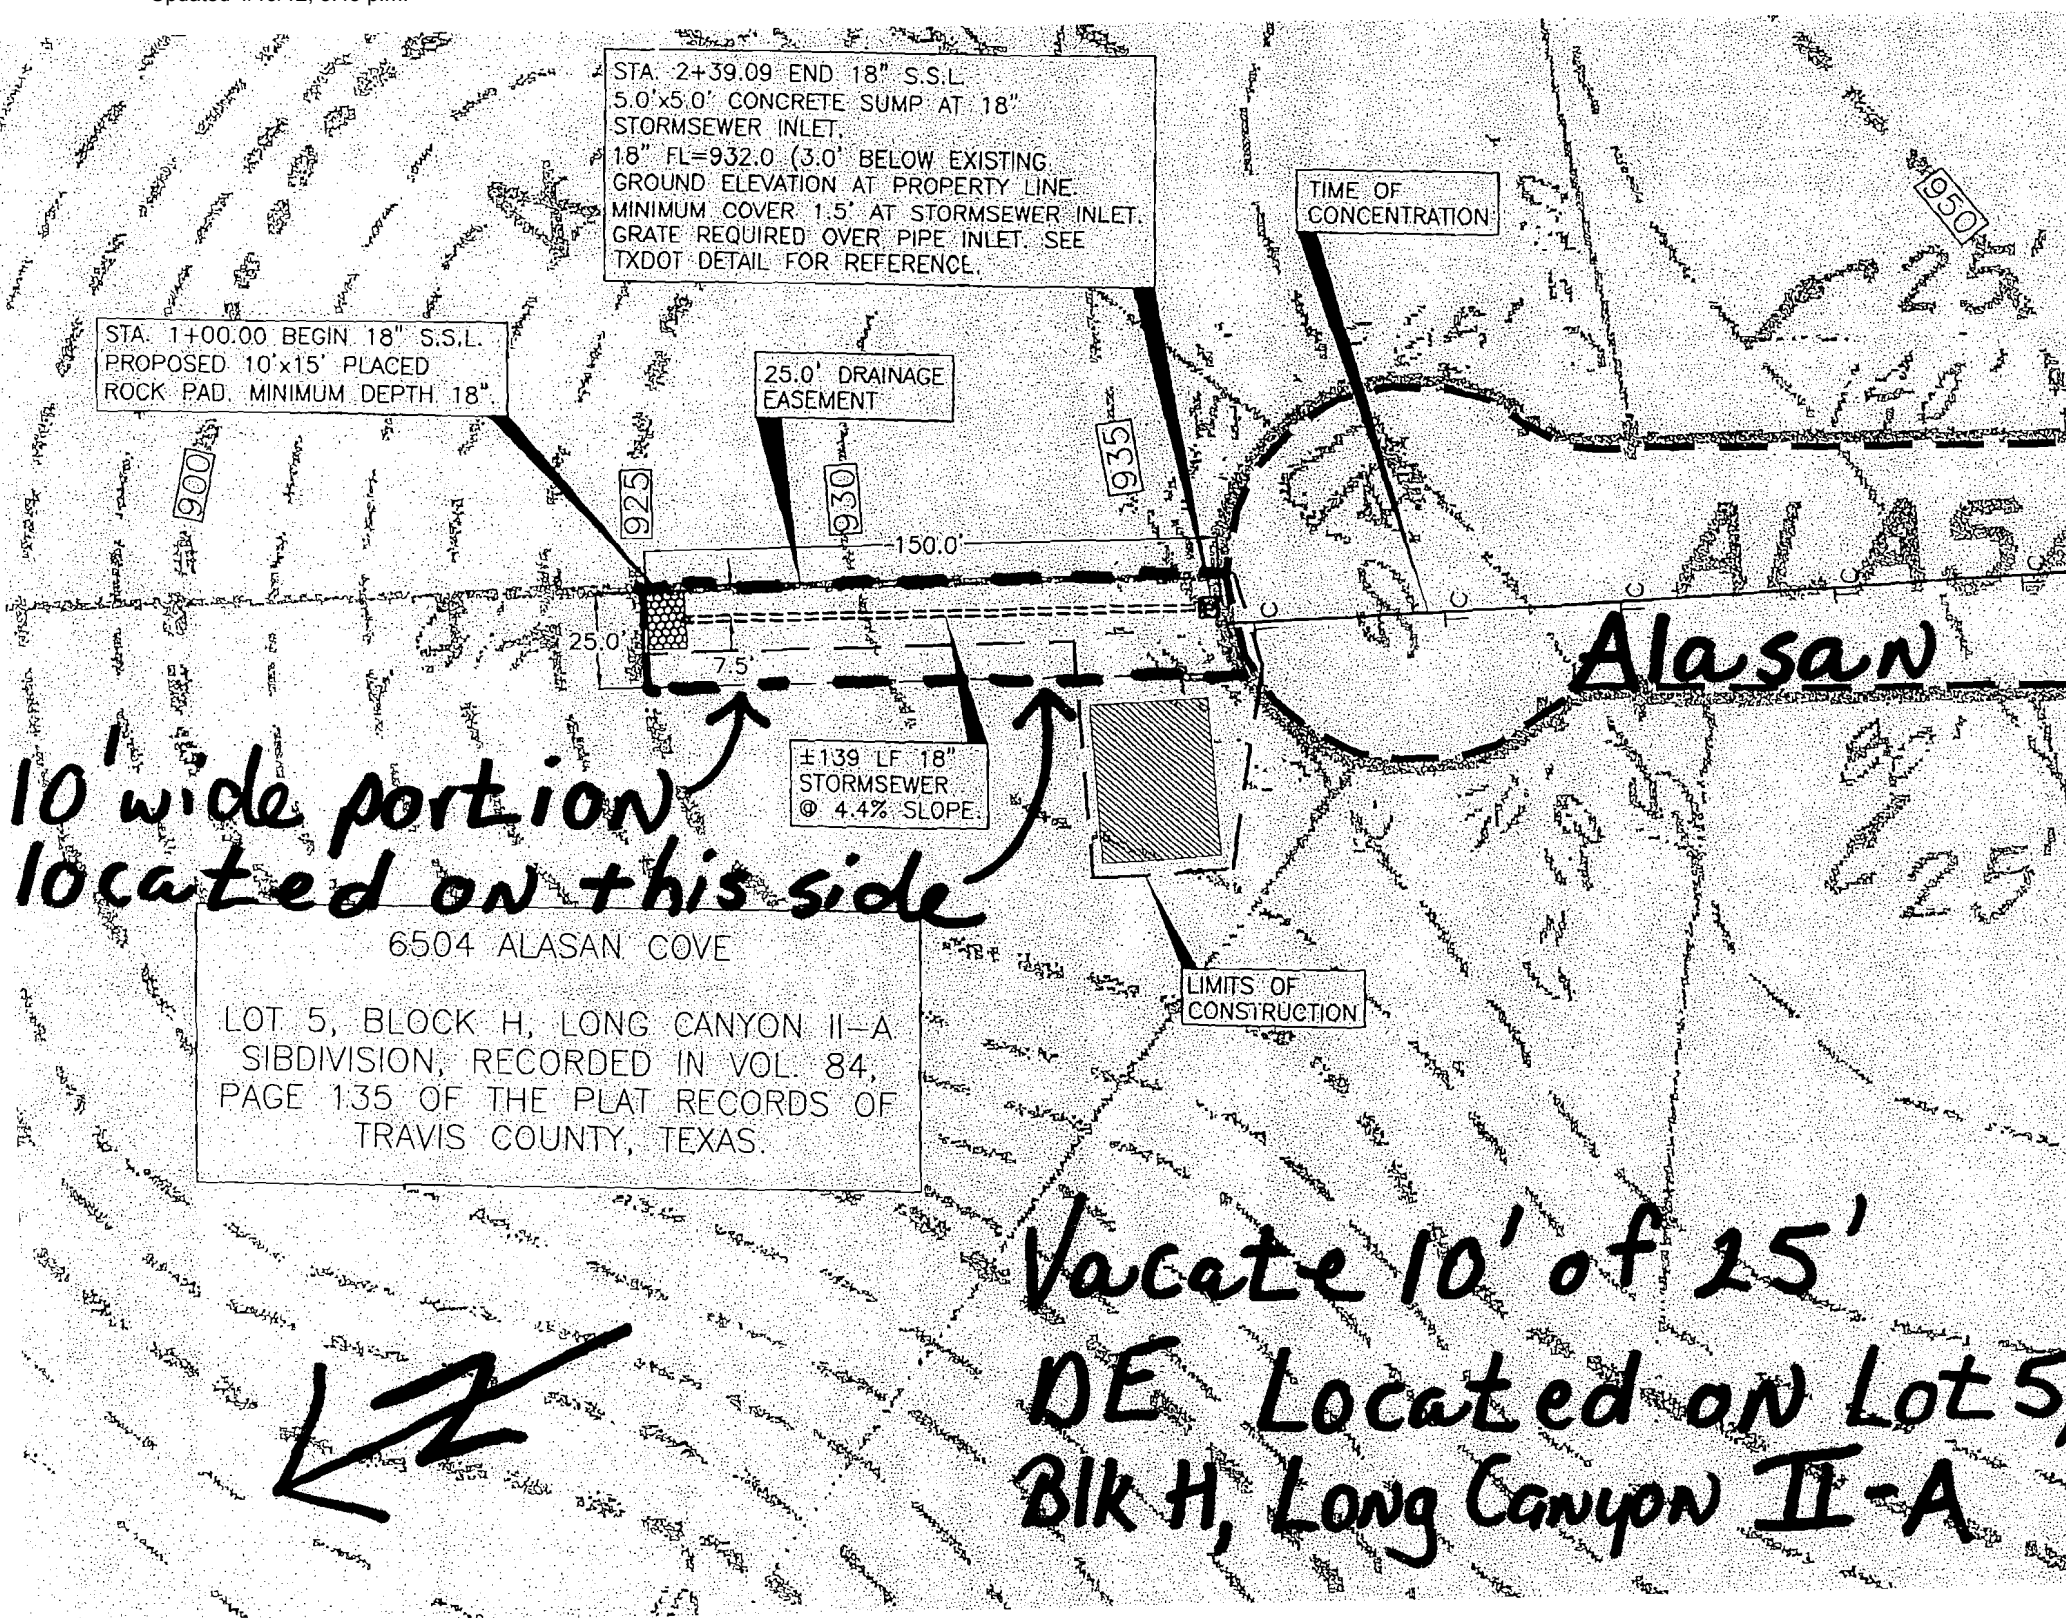 STA. 2+39.09 END 18" S.S.L.
5.0'x5.0' CONCRETE SUMP AT 18"
STORMSEWER INLET.
18" FL=932.0 (3.0' BELOW EXISTING
GROUND ELEVATION AT PROPERTY LINE.
MINIMUM COVER 1.5' AT STORMSEWER INLET.
GRATE REQUIRED OVER PIPE INLET. SEE
TXDOT DETAIL FOR REFERENCE.
TIME OF
CONCENTRATION
950
25'
STA. 1+00.00 BEGIN 18" S.S.L.
PROPOSED 10'x15' PLACED
ROCK PAD. MINIMUM DEPTH 18".
25.0' DRAINAGE
EASEMENT
900
925
930
935
150.0'
ALASA
C C C C C
25.0'
7.5'
Alasan
10' wide portion
located on this side
±139 LF 18"
STORMSEWER
@ 4.4% SLOPE.
25'
6504 ALASAN COVE
LOT 5, BLOCK H, LONG CANYON II-A
SIBDIVISION, RECORDED IN VOL. 84,
PAGE 135 OF THE PLAT RECORDS OF
TRAVIS COUNTY, TEXAS.
LIMITS OF
CONSTRUCTION
Vacate 10' of 25'
DE Located on Lot 5,
Blk H, Long Canyon II-A
N